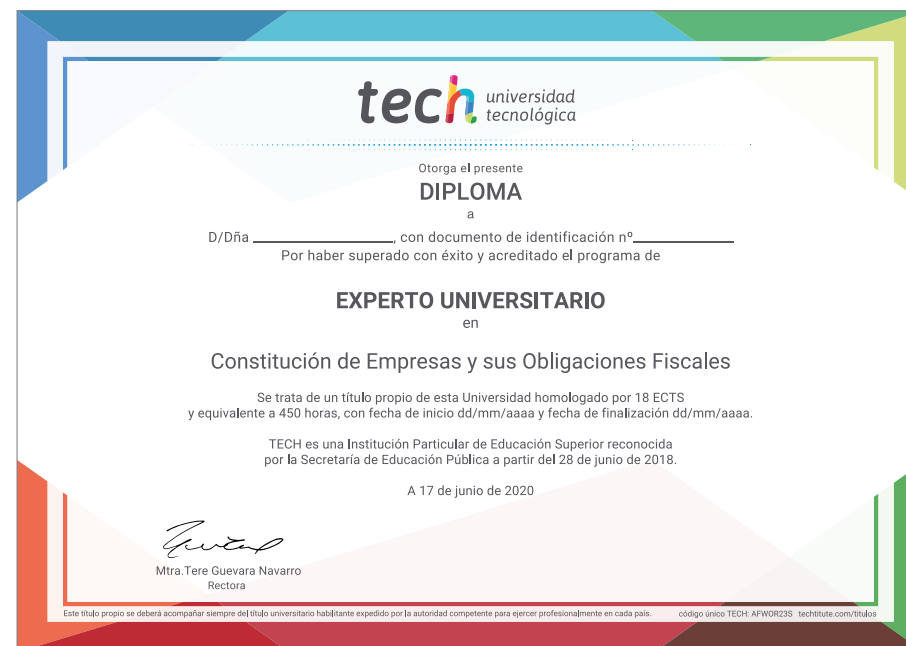 tech universidad
tecnológica
Otorga el presente
DIPLOMA
a
D/Dña ____________________, con documento de identificación nº______________
Por haber superado con éxito y acreditado el programa de
EXPERTO UNIVERSITARIO
en
Constitución de Empresas y sus Obligaciones Fiscales
Se trata de un título propio de esta Universidad homologado por 18 ECTS
y equivalente a 450 horas, con fecha de inicio dd/mm/aaaa y fecha de finalización dd/mm/aaaa.
TECH es una Institución Particular de Educación Superior reconocida
por la Secretaría de Educación Pública a partir del 28 de junio de 2018.
A 17 de junio de 2020
Mtra.Tere Guevara Navarro
Rectora
Este título propio se deberá acompañar siempre del título universitario habilitante expedido por la autoridad competente para ejercer profesionalmente en cada país. código único TECH: AFWOR23S techtitute.com/titulos